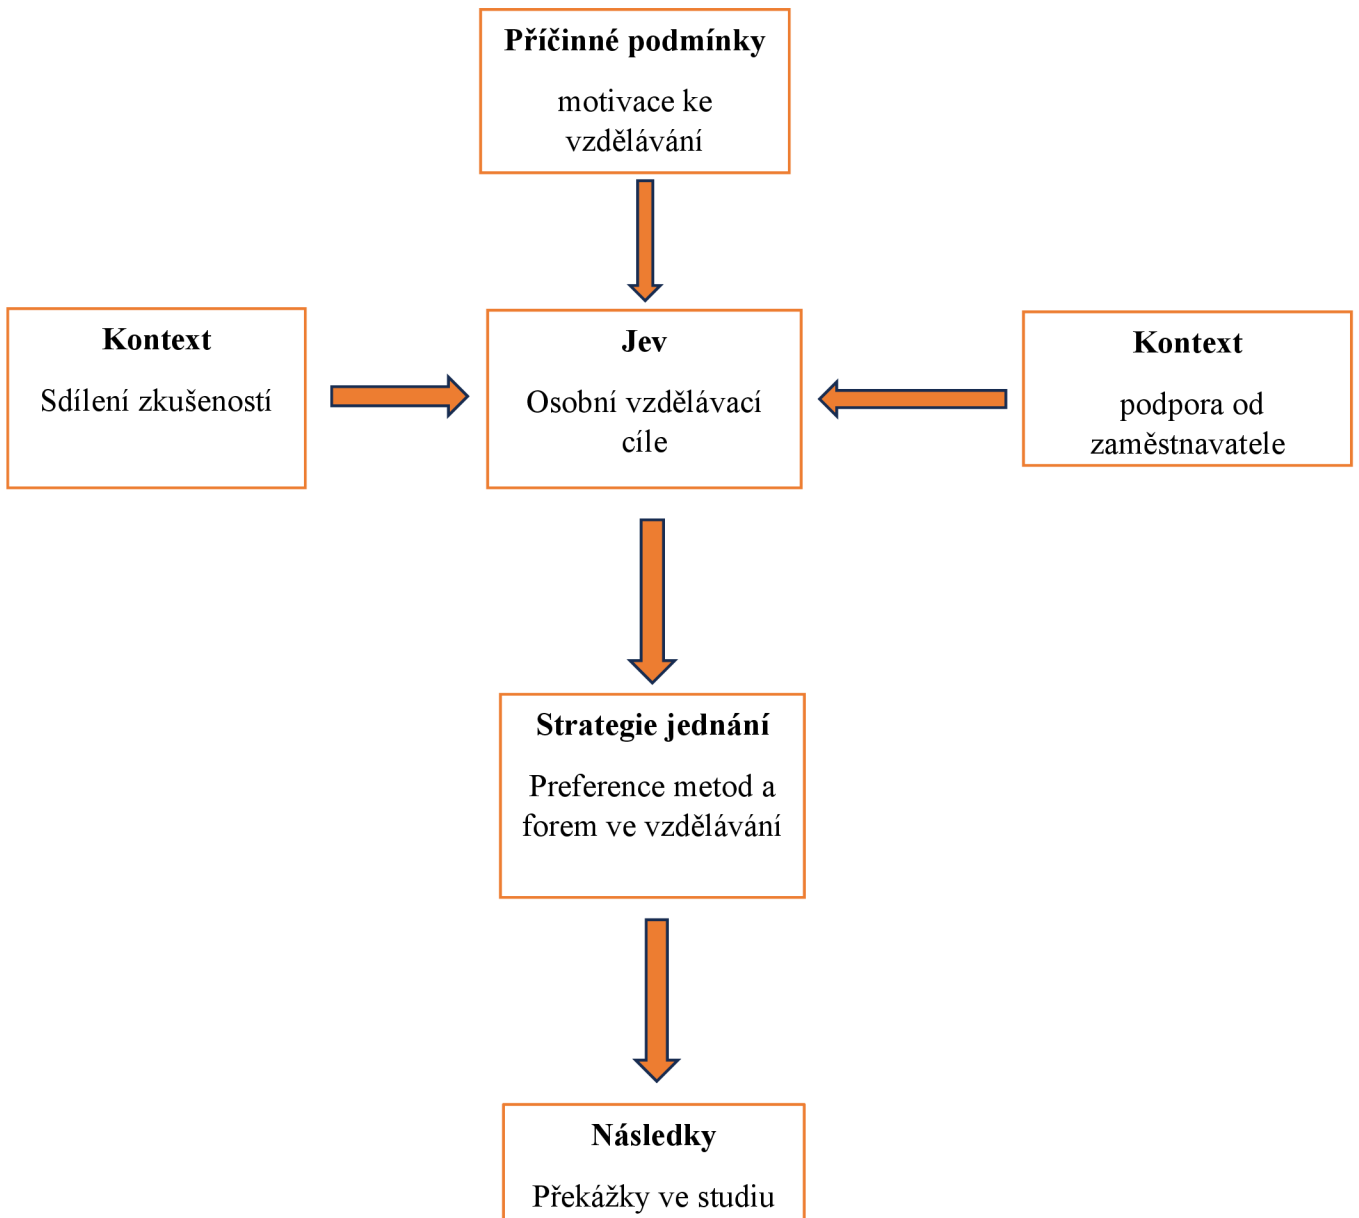 Příčinné podmínky
motivace ke
vzdělávání
Kontext
Sdílení zkušeností
Jev
Osobní vzdělávací
cíle
Kontext
podpora od
zaměstnavatele
Strategie jednání
Preference metod a
forem ve vzdělávání
Následky
Překážky ve studiu